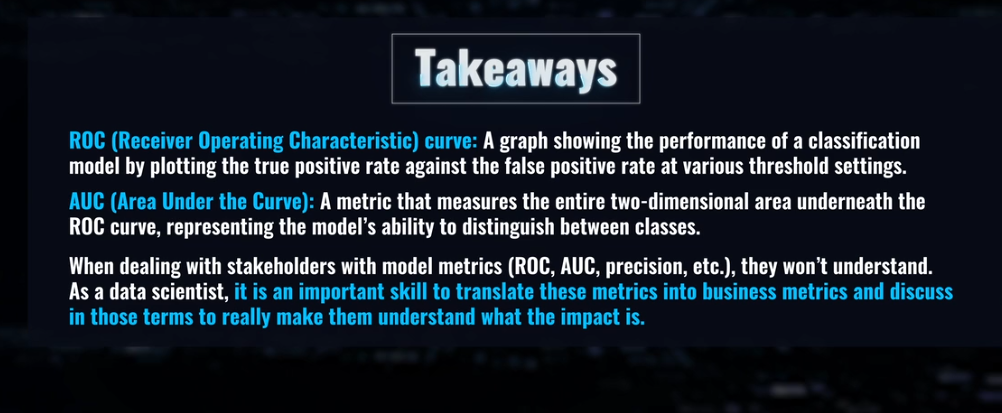 Takeaways
ROC (Receiver Operating Characteristic) curve: A graph showing the performance of a classification
model by plotting the true positive rate against the false positive rate at various threshold settings.
AUC (Area Under the Curve): A metric that measures the entire two-dimensional area underneath the
ROC curve, representing the model’s ability to distinguish between classes.
When dealing with stakeholders with model metrics (ROC, AUC, precision, etc.), they won’t understand.
As a data scientist, it is an important skill to translate these metrics into business metrics and discuss
in those terms to really make them understand what the impact is.